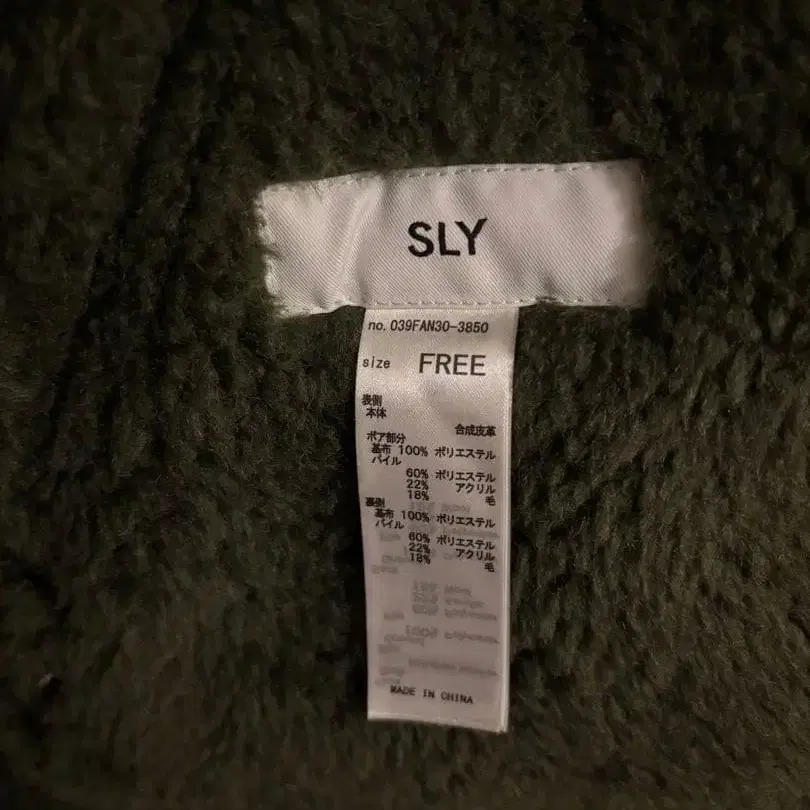 SLY
no. 039FAN30-3850
size FREE
表側
本体
合成皮革
ボア部分
基布 100% ポリエステル
パイル
60% ポリエステル
22% アクリル
18% 毛
裏側
基布 100% ポリエステル
パイル
60% ポリエステル
22% アクリル
18% 毛
MADE IN CHINA